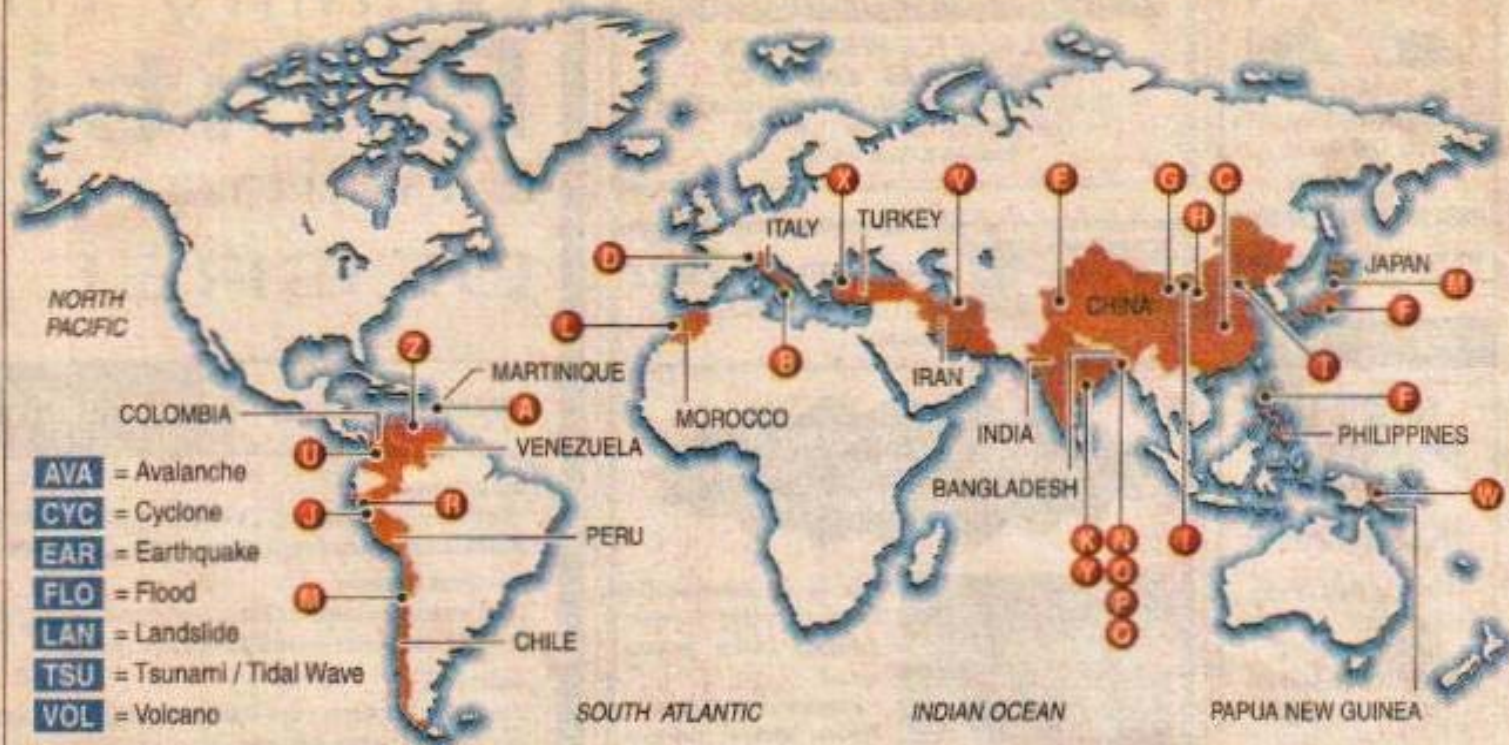 X
V
E
G
C
H
ITALY
TURKEY
D
JAPAN
M
NORTH
PACIFIC
CHINA
F
L
Z
B
MARTINIQUE
IRAN
T
COLOMBIA
A
MOROCCO
F
VENEZUELA
INDIA
PHILIPPINES
U
AVA = Avalanche
BANGLADESH
W
CYC = Cyclone
J
R
PERU
K
N
EAR = Earthquake
Y
FLO = Flood
M
P
LAN = Landslide
CHILE
TSU = Tsunami / Tidal Wave
VOL = Volcano
SOUTH ATLANTIC
INDIAN OCEAN
PAPUA NEW GUINEA